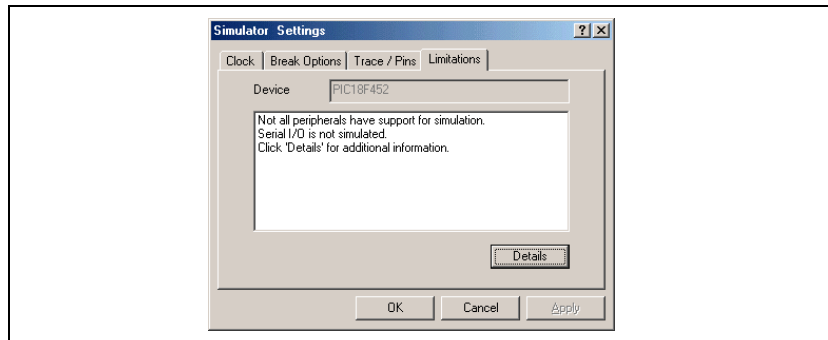 Simulator Settings
Clock Break Options Trace / Pins Limitations
Device PIC18F452
Not all peripherals have support for simulation.
Serial I/O is not simulated.
Click 'Details' for additional information.
Details
OK Cancel Apply